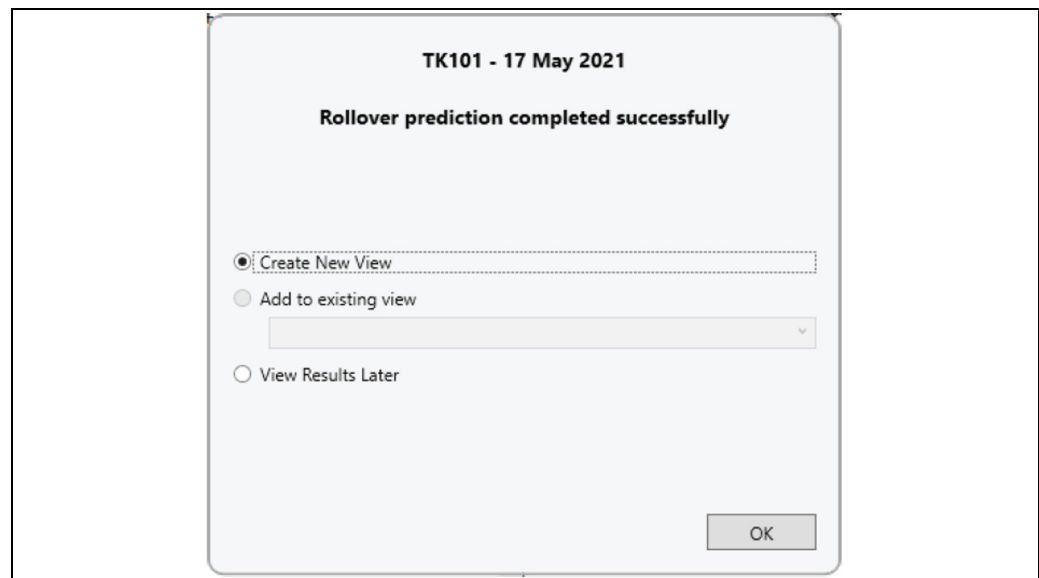 TK101 - 17 May 2021
Rollover prediction completed successfully
Create New View
Add to existing view
View Results Later
OK